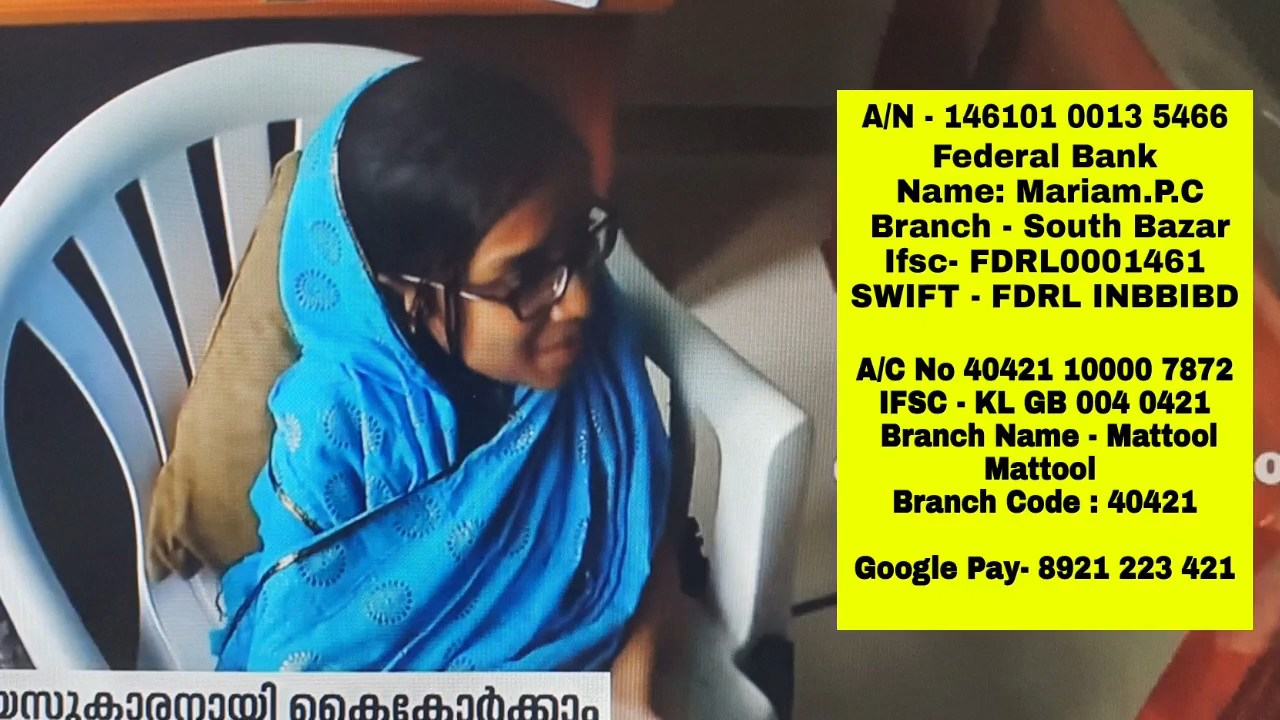 A/N - 146101 0013 5466
Federal Bank
Name: Mariam.P.C
Branch - South Bazar
Ifsc- FDRL0001461
SWIFT - FDRL INBBIBD
A/C No 40421 10000 7872
IFSC - KL GB 004 0421
Branch Name - Mattool
Mattool
Branch Code : 40421
Google Pay- 8921 223 421
കൈകോർക്കാം